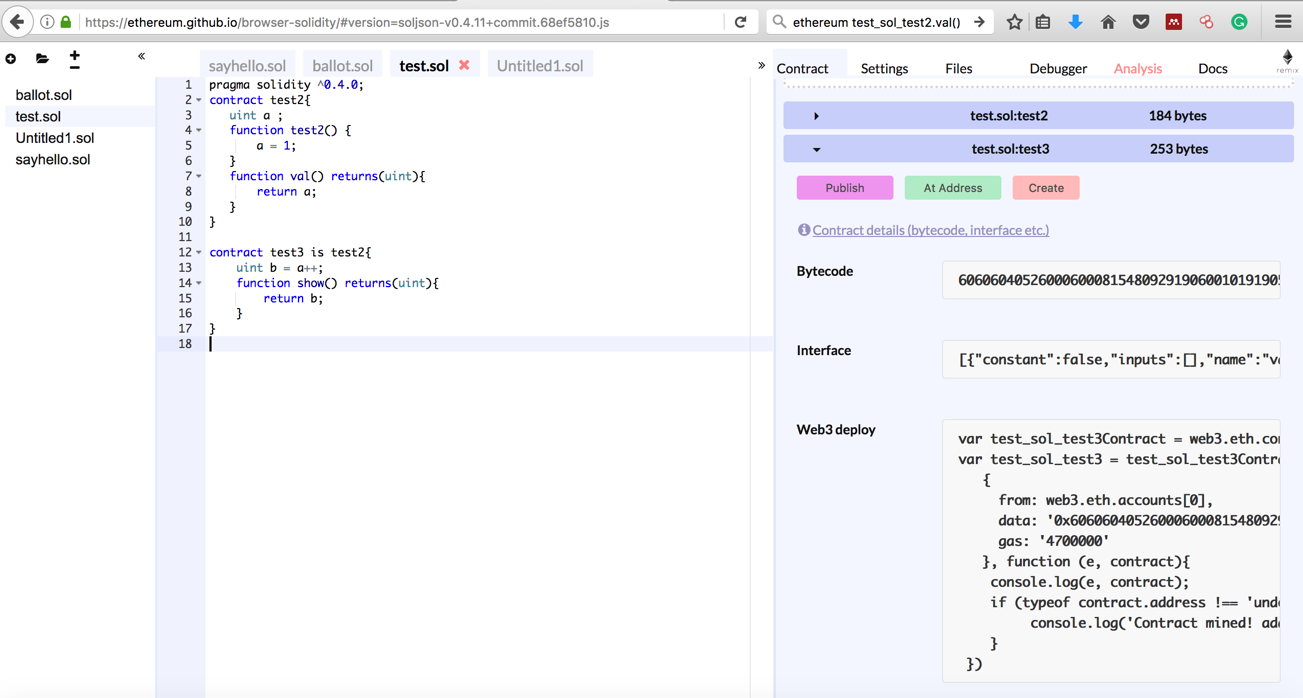 https://ethereum.github.io/browser-solidity/#version=soljson-v0.4.11+commit.68ef5810.js
ethereum test_sol_test2.val()
«
ballot.sol
test.sol
Untitled1.sol
sayhello.sol
sayhello.sol ballot.sol test.sol Untitled1.sol
»
1 pragma solidity ^0.4.0;
2 contract test2{
3 uint a ;
4 function test2() {
5 a = 1;
6 }
7 function val() returns(uint){
8 return a;
9 }
10 }
11
12 contract test3 is test2{
13 uint b = a++;
14 function show() returns(uint){
15 return b;
16 }
17 }
18
Contract Settings Files Debugger Analysis Docs
remix
test.sol:test2 184 bytes
test.sol:test3 253 bytes
Publish At Address Create
Contract details (bytecode, interface etc.)
Bytecode
Interface
[{"constant":false,"inputs":[],"name":"v
Web3 deploy
var test_sol_test3Contract = web3.eth.co
var test_sol_test3 = test_sol_test3Contr
{
from: web3.eth.accounts[0],
data: '0x606060405260006000815480929
gas: '4700000'
}, function (e, contract){
console.log(e, contract);
if (typeof contract.address !== 'und
console.log('Contract mined! ad
}
})